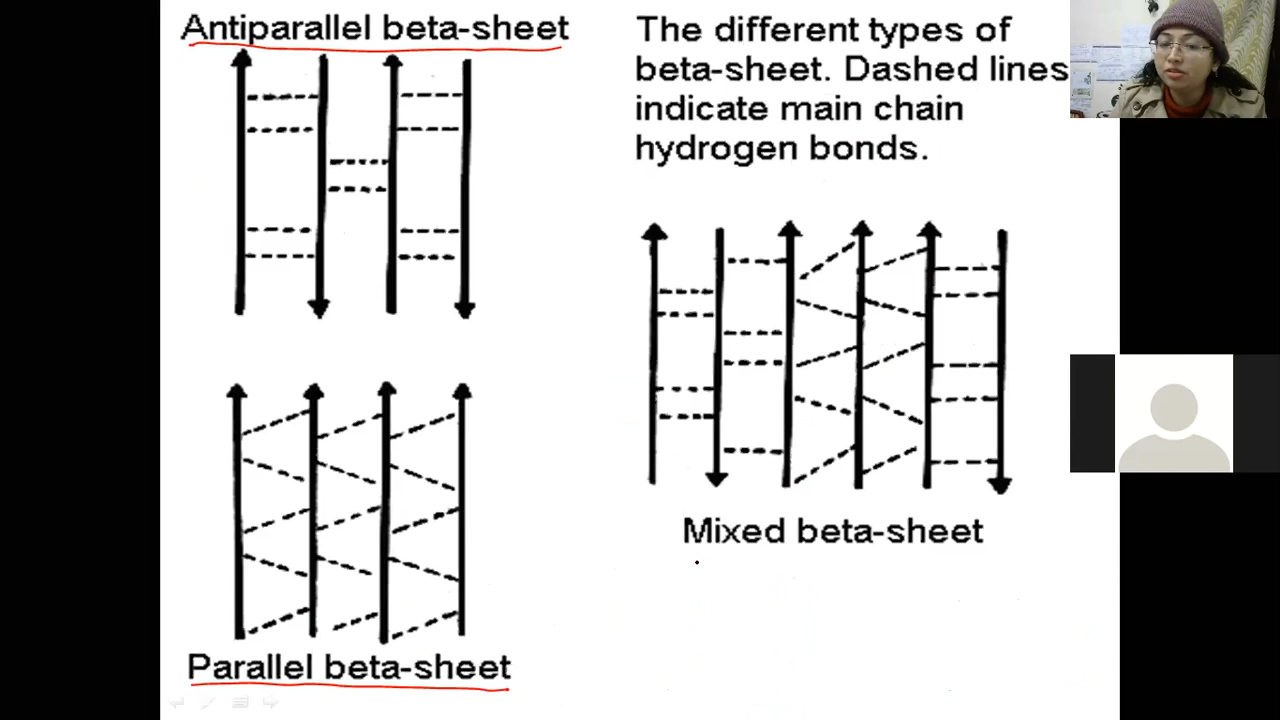 Antiparallel beta-sheet
The different types of
beta-sheet. Dashed lines
indicate main chain
hydrogen bonds.
Mixed beta-sheet
Parallel beta-sheet